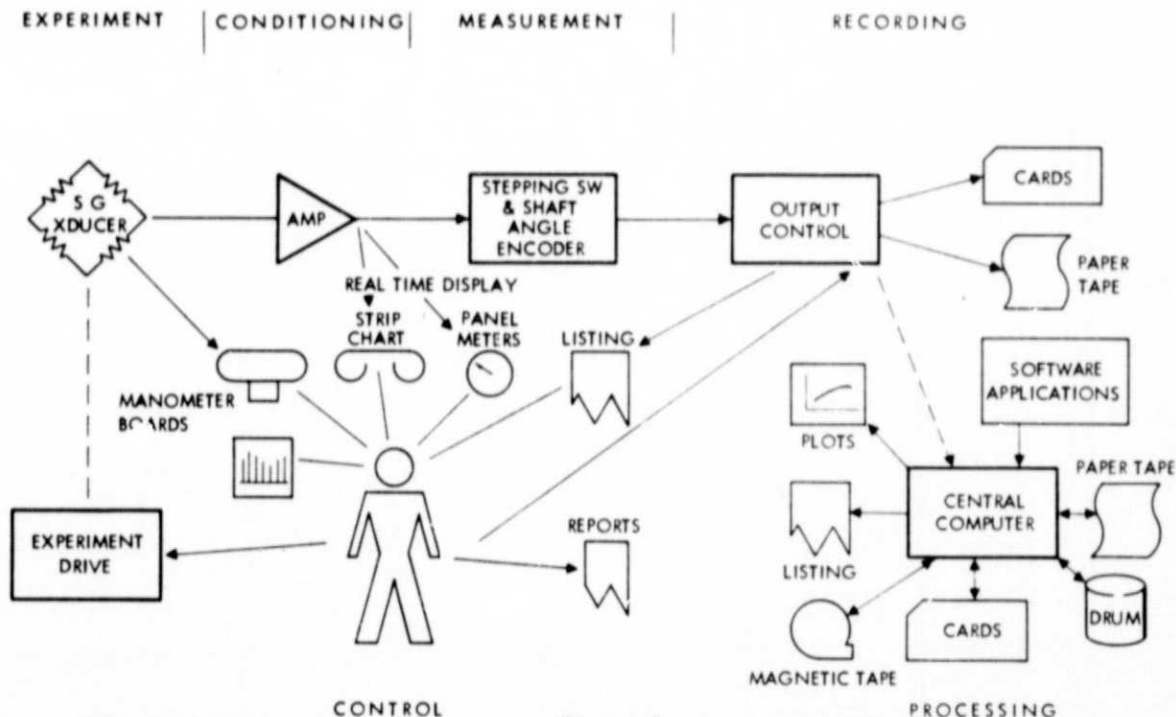 EXPERIMENT
CONDITIONING
MEASUREMENT
RECORDING
S G
XDUCER
AMP
STEPPING SW
& SHAFT
ANGLE
ENCODER
OUTPUT
CONTROL
CARDS
PAPER
TAPE
REAL TIME DISPLAY
STRIP
CHART
PANEL
METERS
LISTING
MANOMETER
SOFTWARE
APPLICATIONS
PLOTS
CENTRAL
COMPUTER
PAPER TAPE
EXPERIMENT
DRIVE
REPORTS
LISTING
MAGNETIC TAPE
CARDS
DRUM
CONTROL
PROCESSING